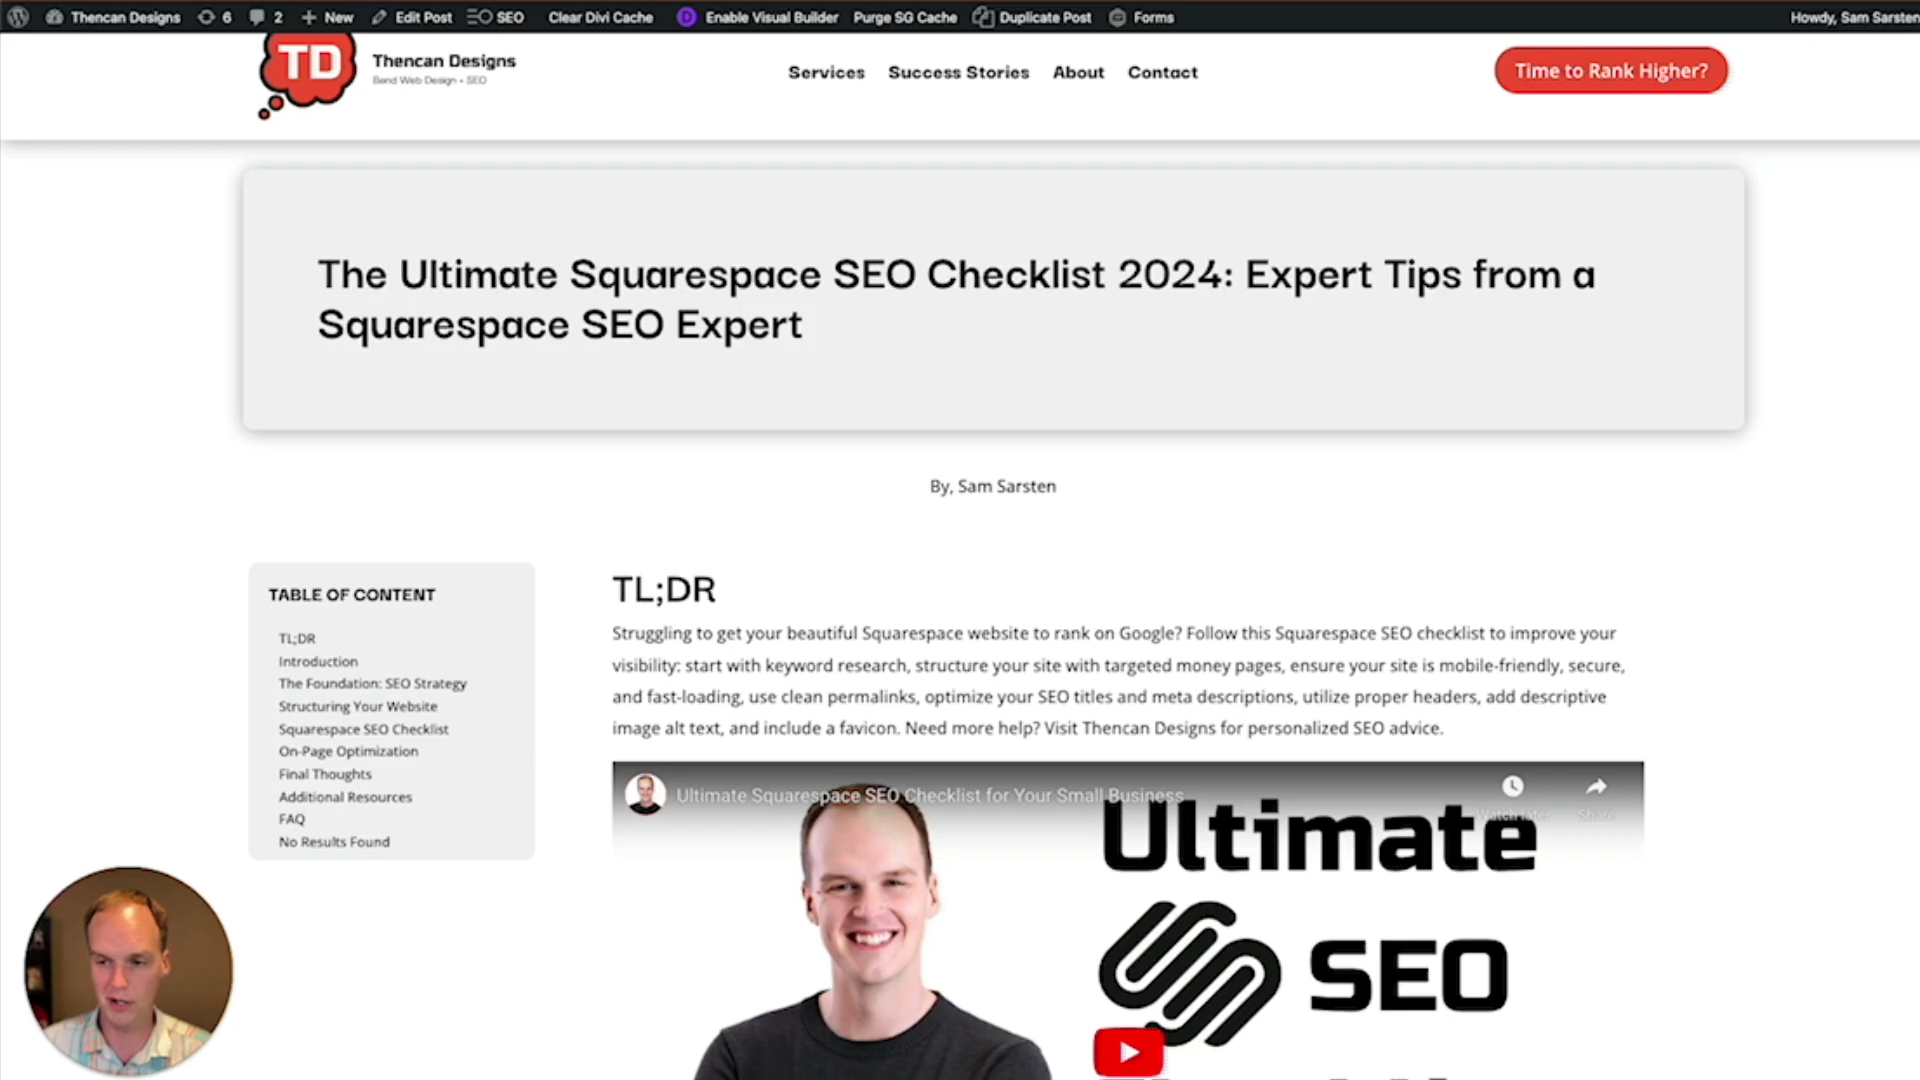 Thencan Designs 6 2 New Edit Post SEO Clear Divi Cache D Enable Visual Builder Purge SG Cache Duplicate Post Forms Howdy, Sam Sarsten
TD
Thencan Designs
Bend Web Design + SEO
Services Success Stories About Contact
Time to Rank Higher?
The Ultimate Squarespace SEO Checklist 2024: Expert Tips from a
Squarespace SEO Expert
By, Sam Sarsten
TABLE OF CONTENT
TL;DR
Introduction
The Foundation: SEO Strategy
Structuring Your Website
Squarespace SEO Checklist
On-Page Optimization
Final Thoughts
Additional Resources
FAQ
No Results Found
TL;DR
Struggling to get your beautiful Squarespace website to rank on Google? Follow this Squarespace SEO checklist to improve your
visibility: start with keyword research, structure your site with targeted money pages, ensure your site is mobile-friendly, secure,
and fast-loading, use clean permalinks, optimize your SEO titles and meta descriptions, utilize proper headers, add descriptive
image alt text, and include a favicon. Need more help? Visit Thencan Designs for personalized SEO advice.
Ultimate Squarespace SEO Checklist for Your Small Business
Watch later Share
Ultimate
SEO